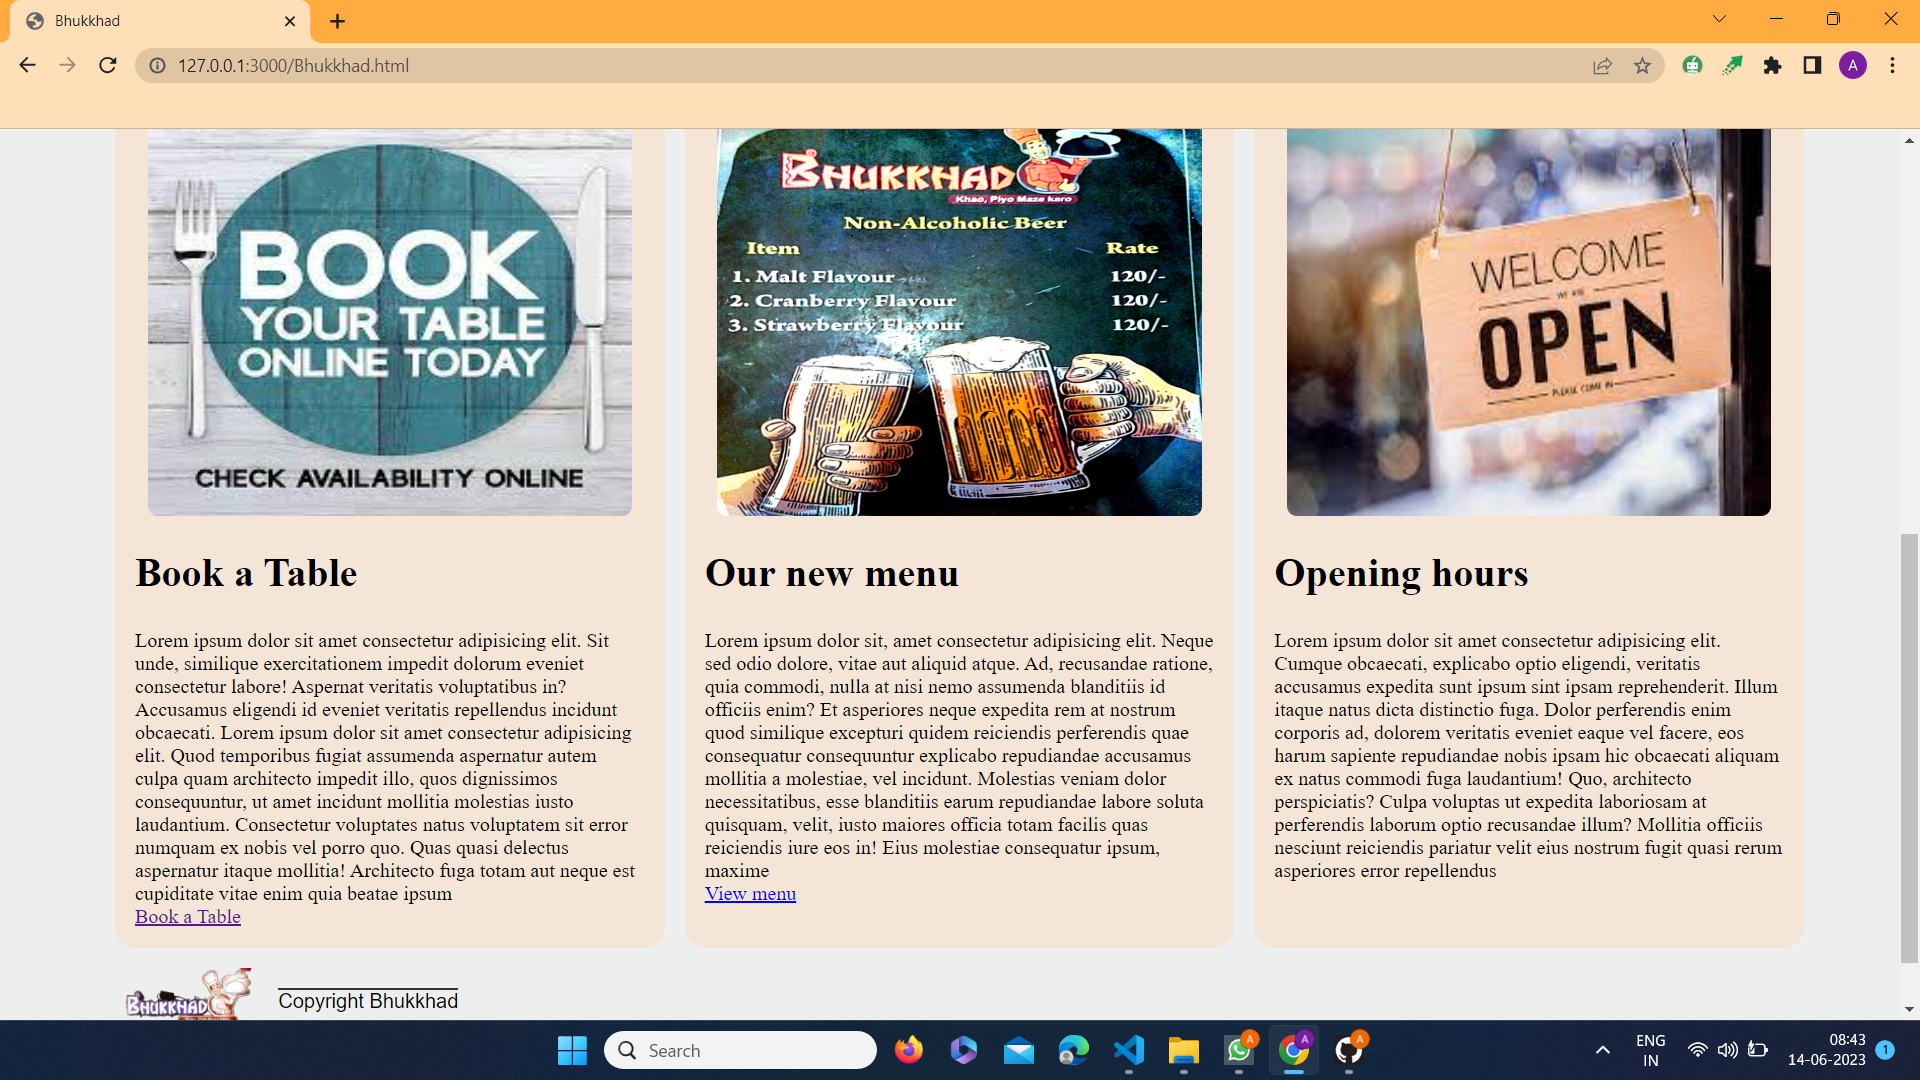 Bhukkhad
127.0.0.1:3000/Bhukkhad.html
A
BOOK
YOUR TABLE
ONLINE TODAY
CHECK AVAILABILITY ONLINE
BHUKKHAD
Khao, Piyo Maze karo
Non-Alcoholic Beer
Item Rate
1. Malt Flavour 120/-
2. Cranberry Flavour 120/-
3. Strawberry Flavour 120/-
WELCOME
WE ARE
OPEN
PLEASE COME IN
Book a Table
Lorem ipsum dolor sit amet consectetur adipisicing elit. Sit
unde, similique exercitationem impedit dolorum eveniet
consectetur labore! Aspernat veritatis voluptatibus in?
Accusamus eligendi id eveniet veritatis repellendus incidunt
obcaecati. Lorem ipsum dolor sit amet consectetur adipisicing
elit. Quod temporibus fugiat assumenda aspernatur autem
culpa quam architecto impedit illo, quos dignissimos
consequuntur, ut amet incidunt mollitia molestias iusto
laudantium. Consectetur voluptates natus voluptatem sit error
numquam ex nobis vel porro quo. Quas quasi delectus
aspernatur itaque mollitia! Architecto fuga totam aut neque est
cupiditate vitae enim quia beatae ipsum
Book a Table
Our new menu
Lorem ipsum dolor sit, amet consectetur adipisicing elit. Neque
sed odio dolore, vitae aut aliquid atque. Ad, recusandae ratione,
quia commodi, nulla at nisi nemo assumenda blanditiis id
officiis enim? Et asperiores neque expedita rem at nostrum
quod similique excepturi quidem reiciendis perferendis quae
consequatur consequuntur explicabo repudiandae accusamus
mollitia a molestiae, vel incidunt. Molestias veniam dolor
necessitatibus, esse blanditiis earum repudiandae labore soluta
quisquam, velit, iusto maiores officia totam facilis quas
reiciendis iure eos in! Eius molestiae consequatur ipsum,
maxime
View menu
Opening hours
Lorem ipsum dolor sit amet consectetur adipisicing elit.
Cumque obcaecati, explicabo optio eligendi, veritatis
accusamus expedita sunt ipsum sint ipsam reprehenderit. Illum
itaque natus dicta distinctio fuga. Dolor perferendis enim
corporis ad, dolorem veritatis eveniet eaque vel facere, eos
harum sapiente repudiandae nobis ipsam hic obcaecati aliquam
ex natus commodi fuga laudantium! Quo, architecto
perspiciatis? Culpa voluptas ut expedita laboriosam at
perferendis laborum optio recusandae illum? Mollitia officiis
nesciunt reiciendis pariatur velit eius nostrum fugit quasi rerum
asperiores error repellendus
BHUKKHAD
Copyright Bhukkhad
Search
A
A
A
ENG
IN
08:43
14-06-2023
1